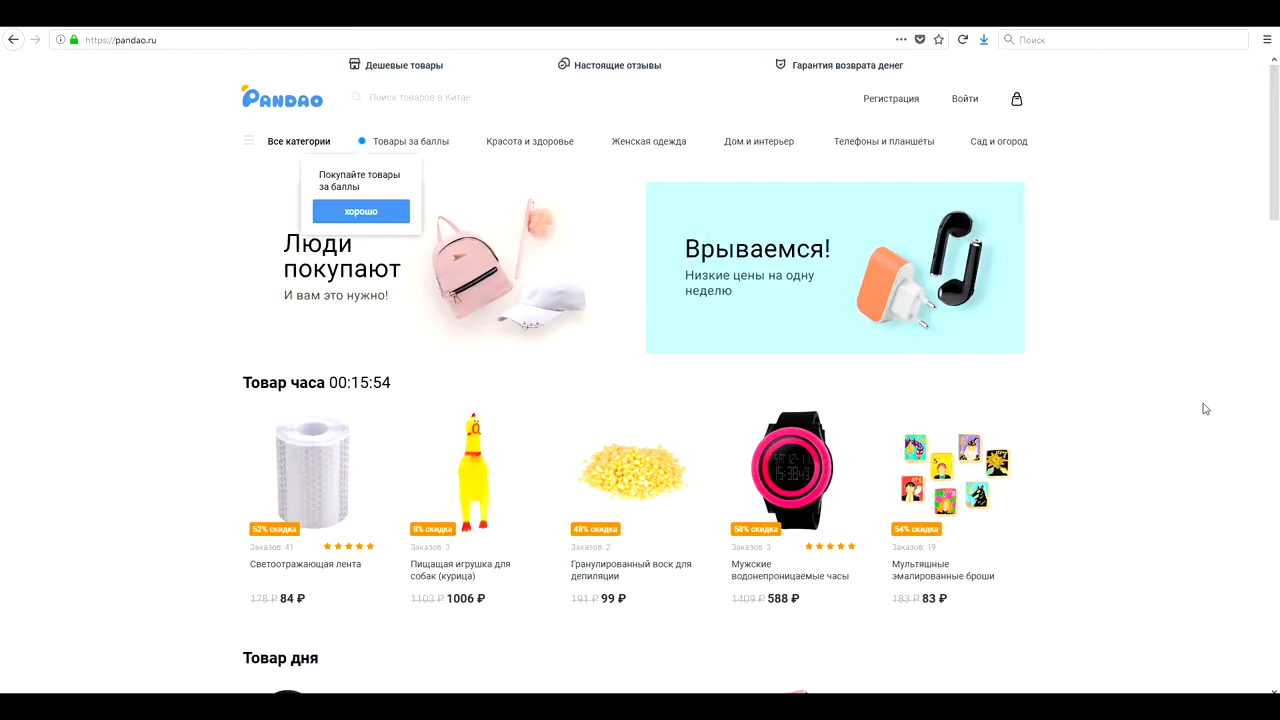 https://pandao.ru
Поиск
Дешевые товары
Настоящие отзывы
Гарантия возврата денег
PANDAO
Поиск товаров в Китае
Регистрация
Войти
Все категории
Товары за баллы
Красота и здоровье
Женская одежда
Дом и интерьер
Телефоны и планшеты
Сад и огород
Покупайте товары
за баллы
хорошо
Люди
покупают
И вам это нужно!
Врываемся!
Низкие цены на одну
неделю
Товар часа 00:15:54
52% скидка
Заказов: 41
Светоотражающая лента
178 ₽ 84 ₽
8% скидка
Заказов: 3
Пищащая игрушка для
собак (курица)
1103 ₽ 1006 ₽
48% скидка
Заказов: 2
Гранулированный воск для
депиляции
191 ₽ 99 ₽
58% скидка
Заказов: 3
Мужские
водонепроницаемые часы
1409 ₽ 588 ₽
54% скидка
Заказов: 19
Мультяшные
эмалированные броши
183 ₽ 83 ₽
Товар дня